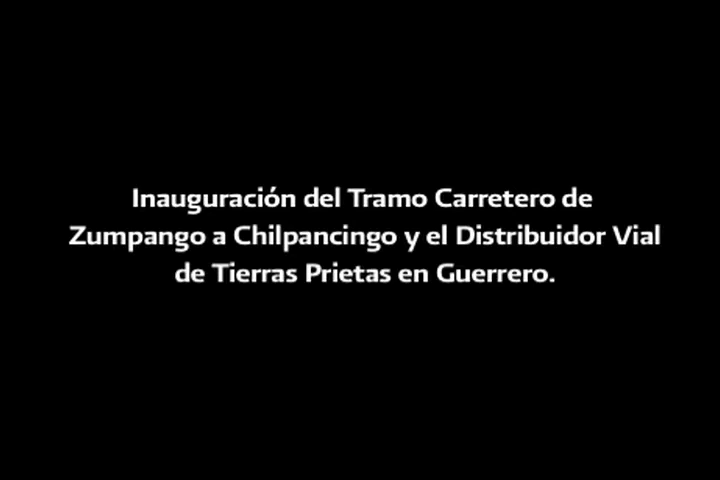 Inauguración del Tramo Carretero de
Zumpango a Chilpancingo y el Distribuidor Vial
de Tierras Prietas en Guerrero.